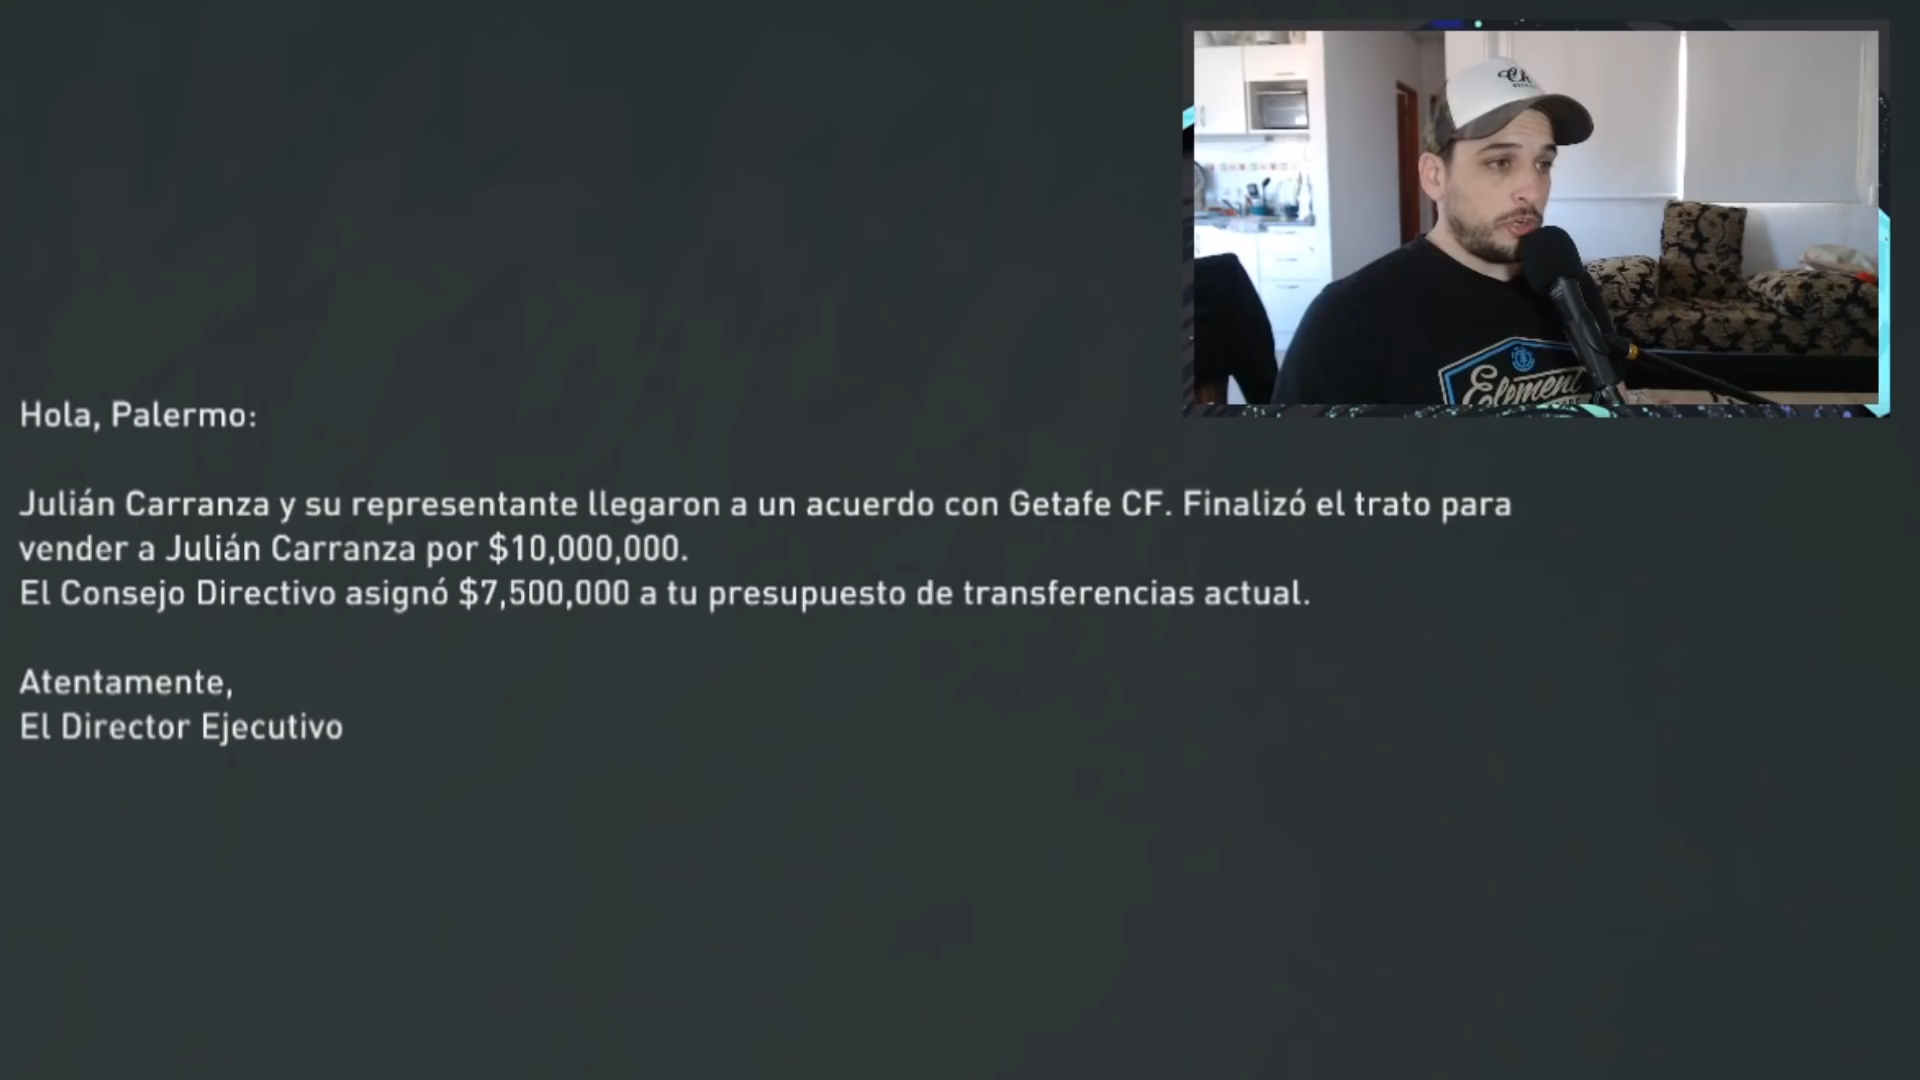 Element
Hola, Palermo:
Julián Carranza y su representante llegaron a un acuerdo con Getafe CF. Finalizó el trato para
vender a Julián Carranza por $10,000,000.
El Consejo Directivo asignó $7,500,000 a tu presupuesto de transferencias actual.
Atentamente,
El Director Ejecutivo